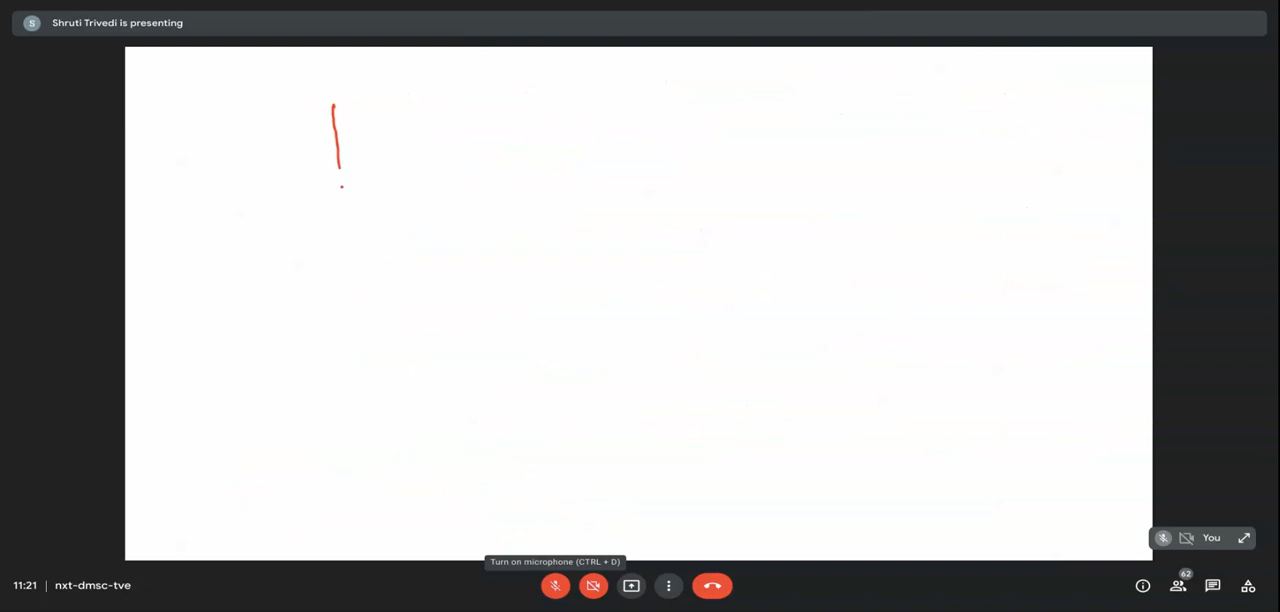 S Shruti Trivedi is presenting
You
Turn on microphone (CTRL + D)
11:21 | nxt-dmsc-tve
62